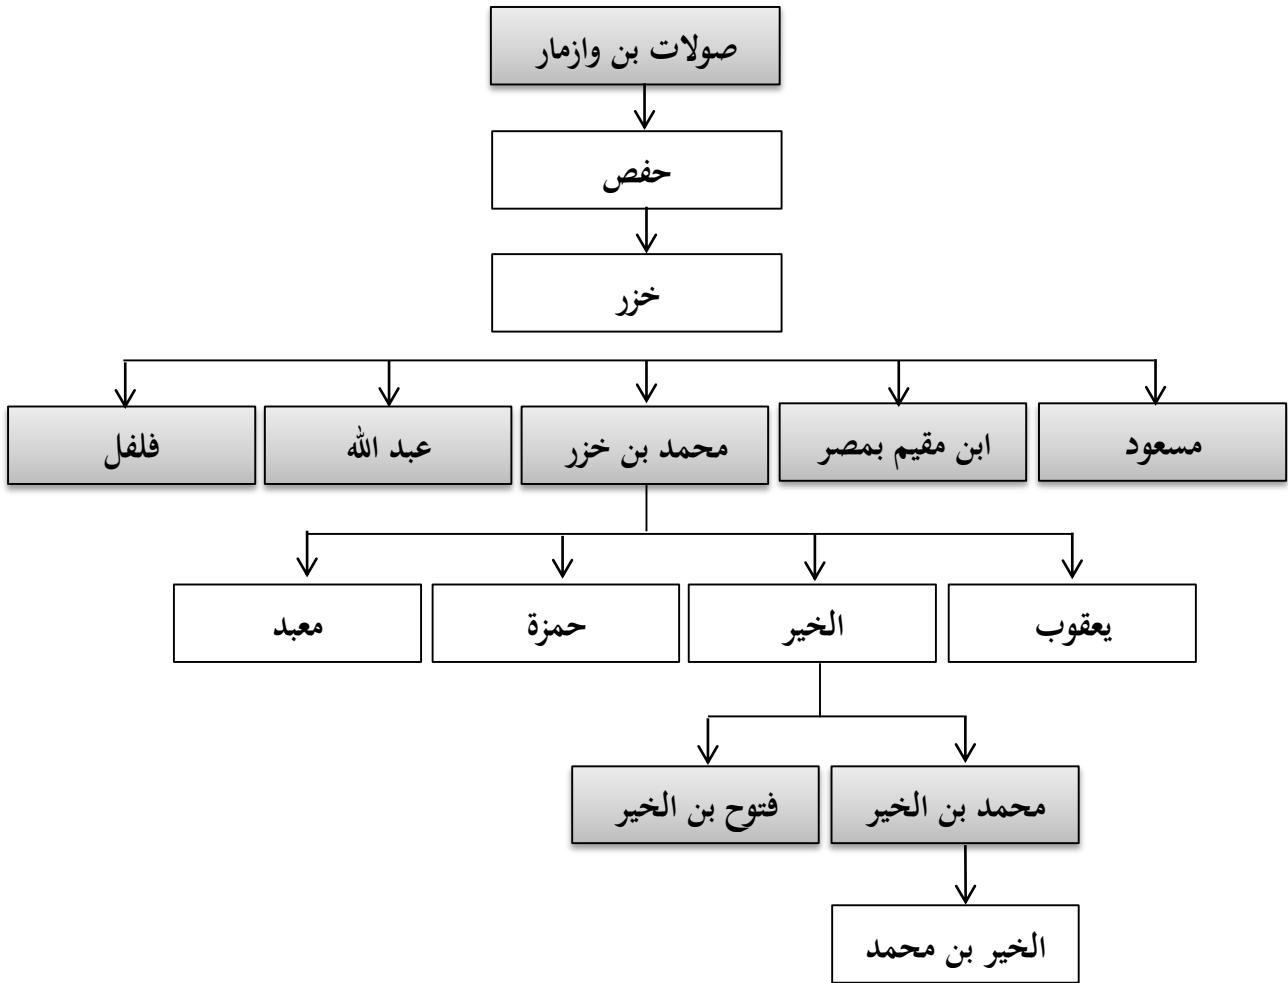 صولات بن وازمار
حفص
خزر
مسعود
ابن مقيم بمصر
محمد بن خزر
عبد الله
فلفل
يعقوب
الخير
حمزة
معبد
محمد بن الخير
فتوح بن الخير
الخير بن محمد